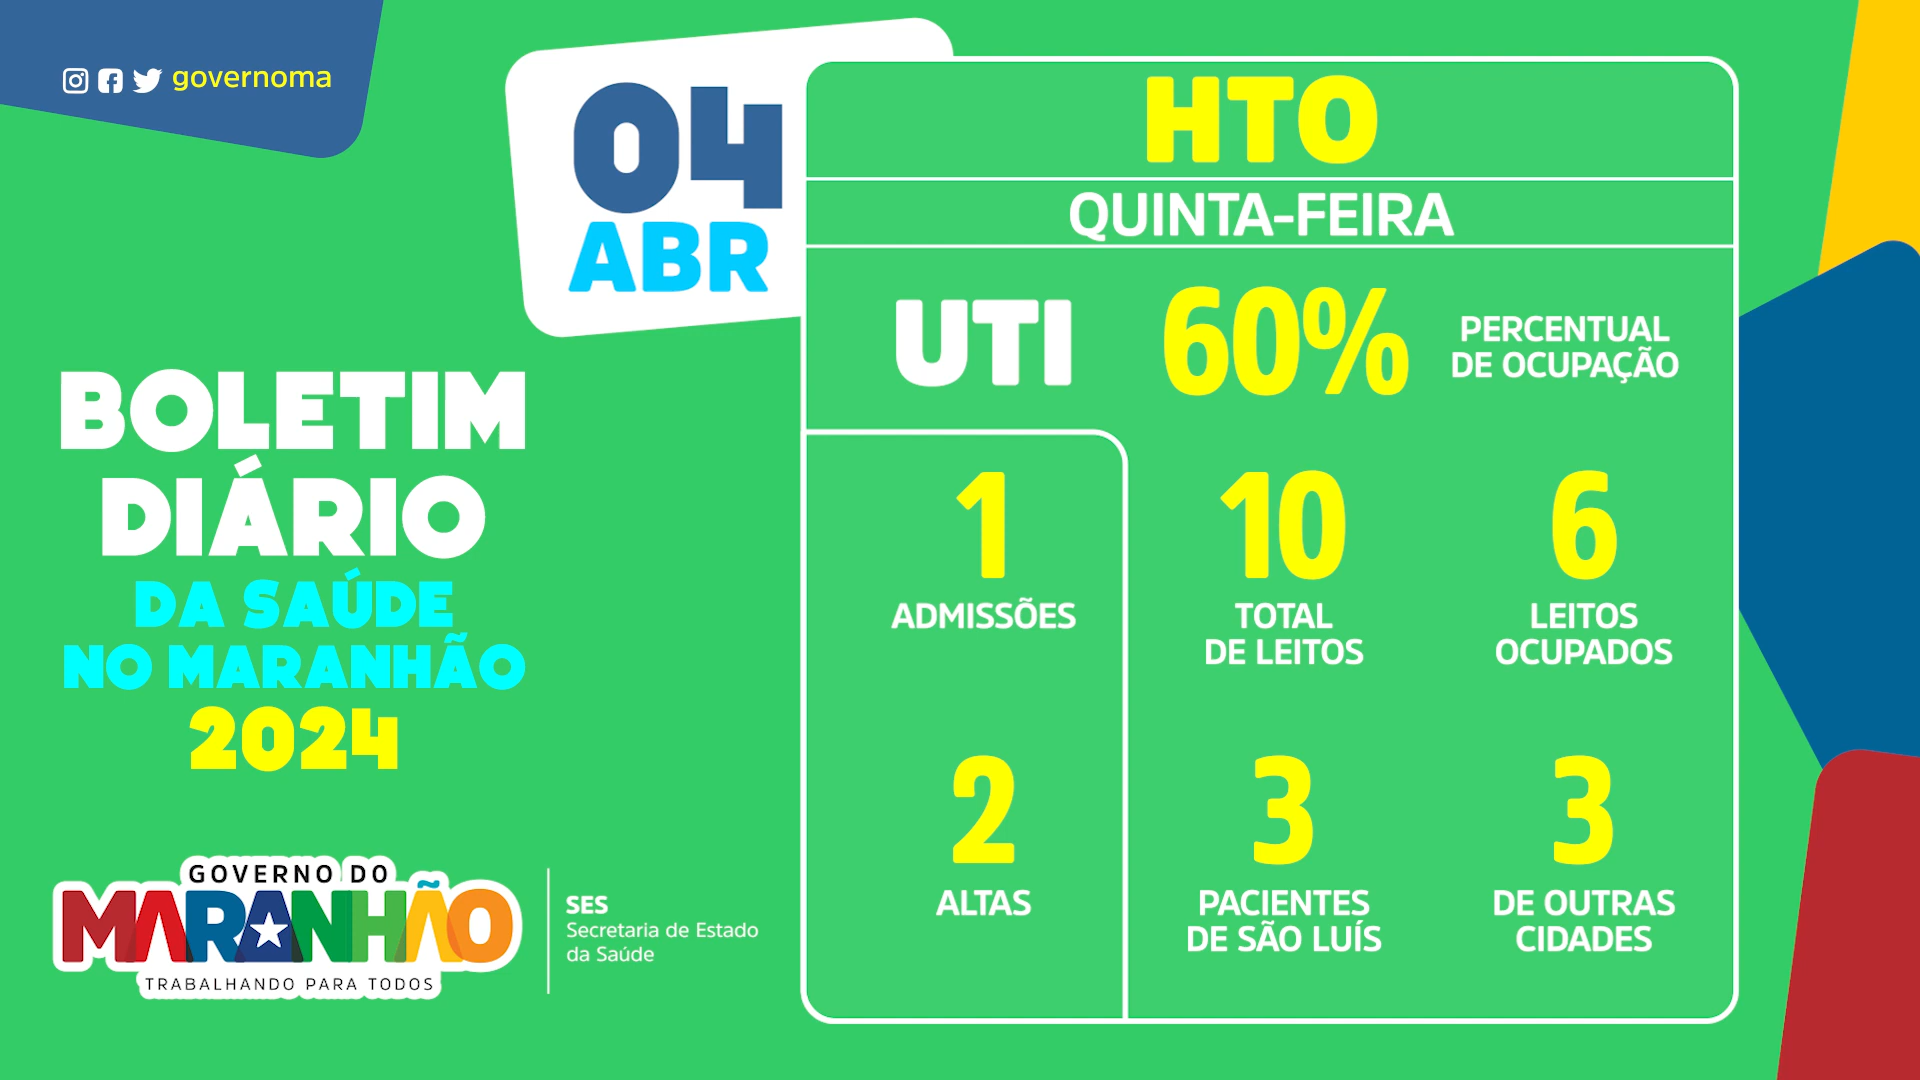 governoma
04
ABR
BOLETIM
DIÁRIO
DA SAÚDE
NO MARANHÃO
2024
GOVERNO DO
MARANHÃO
TRABALHANDO PARA TODOS
SES
Secretaria de Estado
da Saúde
HTO
QUINTA-FEIRA
UTI
60%
PERCENTUAL
DE OCUPAÇÃO
1
ADMISSÕES
10
TOTAL
DE LEITOS
6
LEITOS
OCUPADOS
2
ALTAS
3
PACIENTES
DE SÃO LUÍS
3
DE OUTRAS
CIDADES